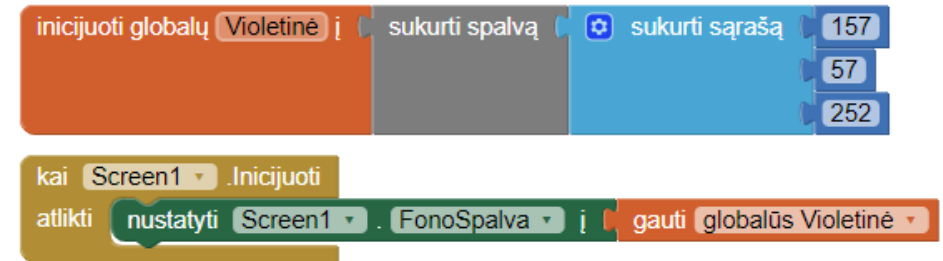 inicijuoti globalų Violetinė į sukurti spalvą sukurti sąrašą 157
57
252
kai Screen1 .Inicijuoti
atlikti nustatyti Screen1 . FonoSpalva į gauti globalūs Violetinė